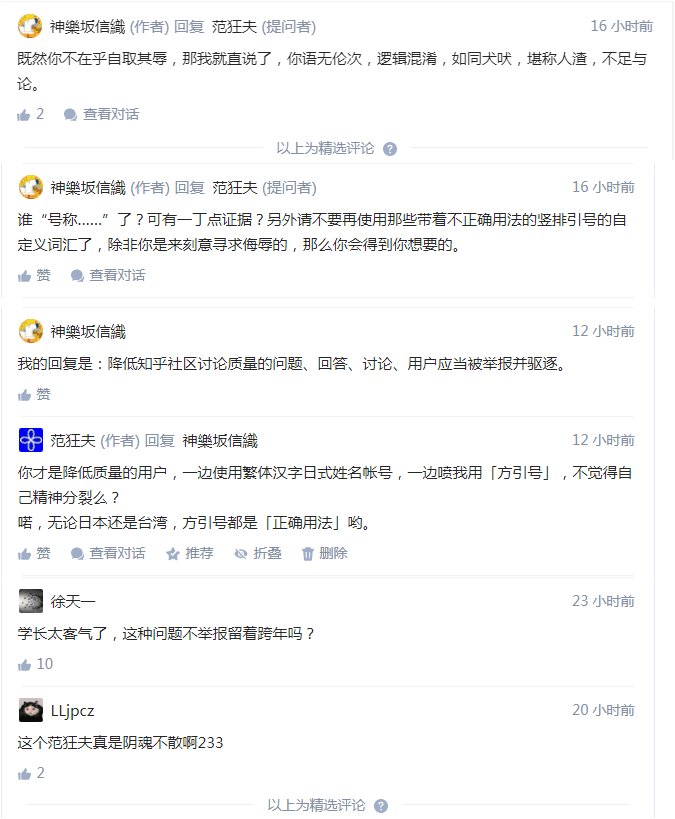 神樂坂信織 (作者) 回复 范狂夫 (提问者) 16 小时前
既然你不在乎自取其辱，那我就直说了，你语无伦次，逻辑混淆，如同犬吠，堪称人渣，不足与
论。
2 查看对话
以上为精选评论 ?
神樂坂信織 (作者) 回复 范狂夫 (提问者) 16 小时前
谁“号称……”了？可有一丁点证据？另外请不要再使用那些带着不正确用法的竖排引号的自
定义词汇了，除非你是来刻意寻求侮辱的，那么你会得到你想要的。
赞 查看对话
神樂坂信織 12 小时前
我的回复是：降低知乎社区讨论质量的问题、回答、讨论、用户应当被举报并驱逐。
赞
范狂夫 (作者) 回复 神樂坂信織 12 小时前
你才是降低质量的用户，一边使用繁体汉字日式姓名帐号，一边喷我用「方引号」，不觉得自
己精神分裂么？
喏，无论日本还是台湾，方引号都是「正确用法」哟。
赞 查看对话 推荐 折叠 删除
徐天一 23 小时前
学长太客气了，这种问题不举报留着跨年吗？
10
LLjpcz 20 小时前
这个范狂夫真是阴魂不散啊233
2
以上为精选评论 ?